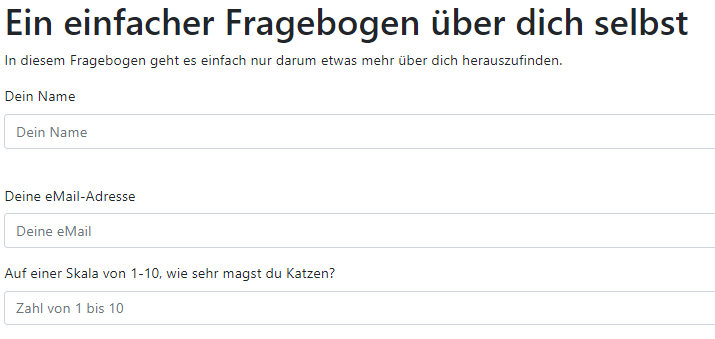 Ein einfacher Fragebogen über dich selbst
In diesem Fragebogen geht es einfach nur darum etwas mehr über dich herauszufinden.
Dein Name
Dein Name
Deine eMail-Adresse
Deine eMail
Auf einer Skala von 1-10, wie sehr magst du Katzen?
Zahl von 1 bis 10